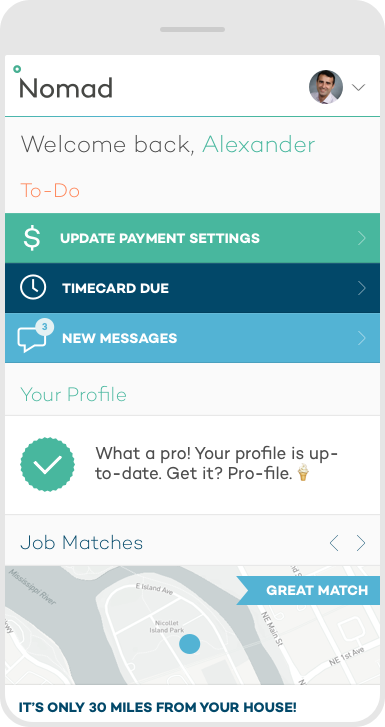 Nomad
Welcome back, Alexander
To-Do
$ UPDATE PAYMENT SETTINGS
TIMECARD DUE
3
NEW MESSAGES
Your Profile
What a pro! Your profile is up-
to-date. Get it? Pro-file.🍦
Job Matches
Mississippi River
E Island Ave
GREAT MATCH
Nicollet
Island Park
NE Main St
NE 1st Ave
IT'S ONLY 30 MILES FROM YOUR HOUSE!